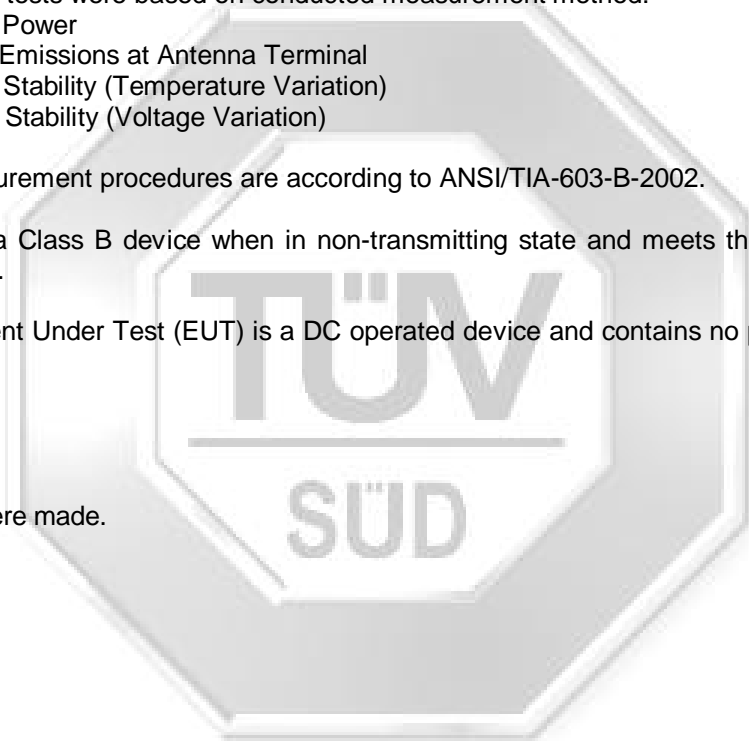 tests were based on conducted measurement method.
Power
Emissions at Antenna Terminal
Stability (Temperature Variation)
Stability (Voltage Variation)
urement procedures are according to ANSI/TIA-603-B-2002.
a Class B device when in non-transmitting state and meets th
.
nt Under Test (EUT) is a DC operated device and contains no
TÜV
SÜD
ere made.